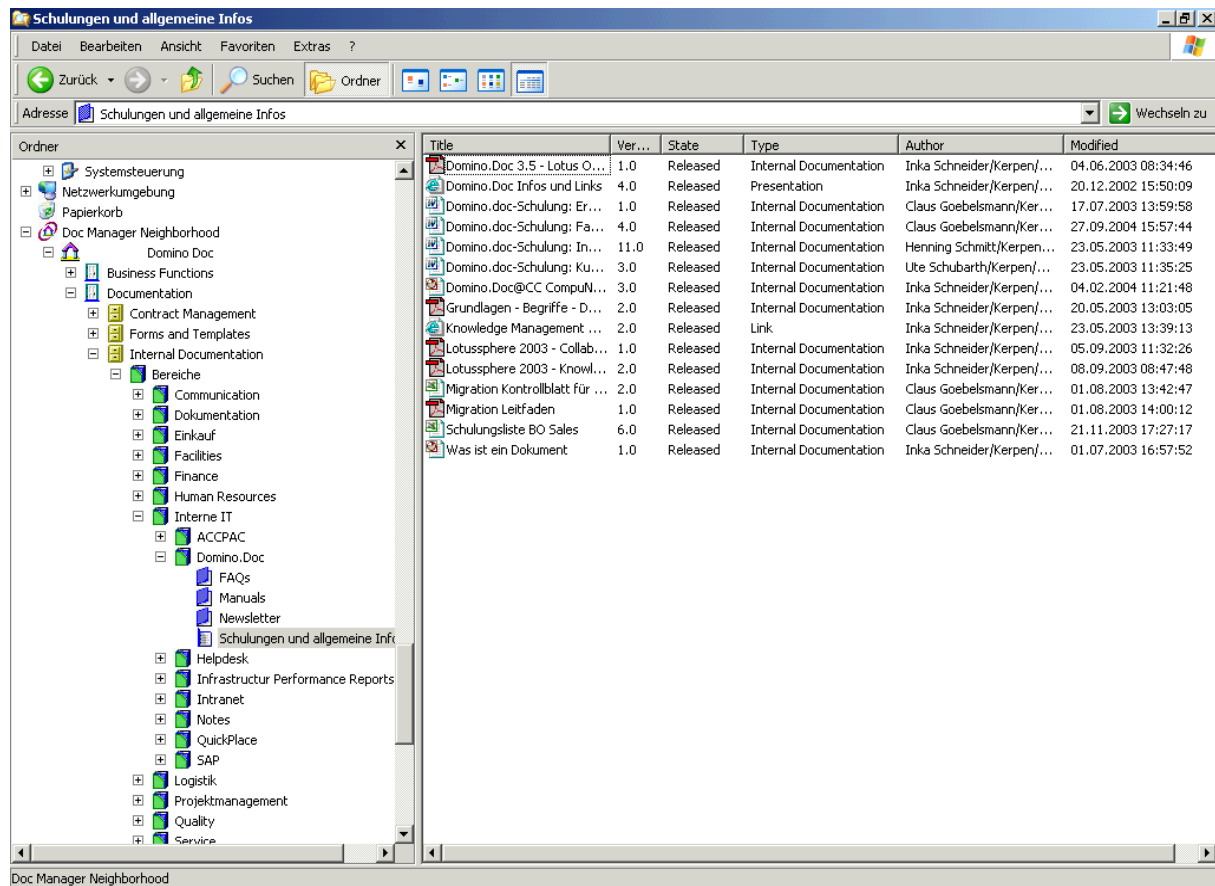 Schulungen und allgemeine Infos
Datei Bearbeiten Ansicht Favoriten Extras ?
Zurück Suchen Ordner
Adresse Schulungen und allgemeine Infos Wechseln zu
Ordner
Systemsteuerung
Netzwerkumgebung
Papierkorb
Doc Manager Neighborhood
Domino Doc
Business Functions
Documentation
Contract Management
Forms and Templates
Internal Documentation
Bereiche
Communication
Dokumentation
Einkauf
Facilities
Finance
Human Resources
Interne IT
ACCPAC
Domino.Doc
FAQs
Manuals
Newsletter
Schulungen und allgemeine Info
Helpdesk
Infrastructur Performance Reports
Intranet
Notes
QuickPlace
SAP
Logistik
Projektmanagement
Quality
Service
Title Ver... State Type Author Modified
Domino.Doc 3.5 - Lotus O... 1.0 Released Internal Documentation Inka Schneider/Kerpen/... 04.06.2003 08:34:46
Domino.Doc Infos und Links 4.0 Released Presentation Inka Schneider/Kerpen/... 20.12.2002 15:50:09
Domino.doc-Schulung: Er... 1.0 Released Internal Documentation Claus Goebelsmann/Ker... 17.07.2003 13:59:58
Domino.doc-Schulung: Fa... 4.0 Released Internal Documentation Claus Goebelsmann/Ker... 27.09.2004 15:57:44
Domino.doc-Schulung: In... 11.0 Released Internal Documentation Henning Schmitt/Kerpen... 23.05.2003 11:33:49
Domino.doc-Schulung: Ku... 3.0 Released Internal Documentation Ute Schubarth/Kerpen/... 23.05.2003 11:35:25
Domino.Doc@CC CompuN... 3.0 Released Internal Documentation Inka Schneider/Kerpen/... 04.02.2004 11:21:48
Grundlagen - Begriffe - D... 2.0 Released Internal Documentation Inka Schneider/Kerpen/... 20.05.2003 13:03:05
Knowledge Management ... 2.0 Released Link Inka Schneider/Kerpen/... 23.05.2003 13:39:13
Lotussphere 2003 - Collab... 1.0 Released Internal Documentation Inka Schneider/Kerpen/... 05.09.2003 11:32:26
Lotussphere 2003 - Knowl... 2.0 Released Internal Documentation Inka Schneider/Kerpen/... 08.09.2003 08:47:48
Migration Kontrollblatt für ... 2.0 Released Internal Documentation Claus Goebelsmann/Ker... 01.08.2003 13:42:47
Migration Leitfaden 1.0 Released Internal Documentation Claus Goebelsmann/Ker... 01.08.2003 14:00:12
Schulungsliste BO Sales 6.0 Released Internal Documentation Claus Goebelsmann/Ker... 21.11.2003 17:27:17
Was ist ein Dokument 1.0 Released Internal Documentation Inka Schneider/Kerpen/... 01.07.2003 16:57:52
Doc Manager Neighborhood